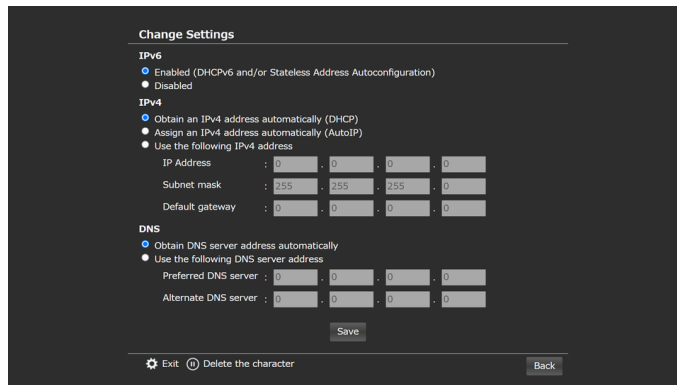 Change Settings
IPv6
Enabled (DHCPv6 and/or Stateless Address Autoconfiguration)
Disabled
IPv4
Obtain an IPv4 address automatically (DHCP)
Assign an IPv4 address automatically (AutoIP)
Use the following IPv4 address
IP Address : 0 . 0 . 0 . 0
Subnet mask : 255 . 255 . 255 . 0
Default gateway : 0 . 0 . 0 . 0
DNS
Obtain DNS server address automatically
Use the following DNS server address
Preferred DNS server : 0 . 0 . 0 . 0
Alternate DNS server : 0 . 0 . 0 . 0
Save
Exit Delete the character Back